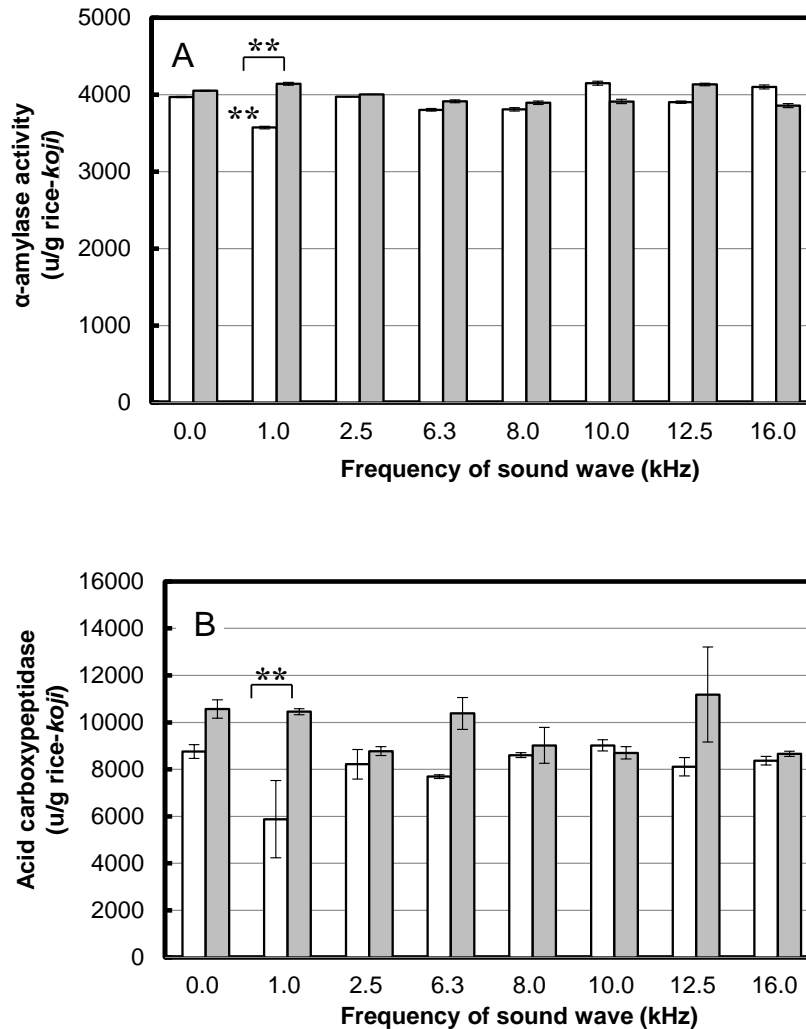 5000
4000
3000
2000
1000
0
A
**
**
α-amylase activity
(u/g rice-koji)
0.0 1.0 2.5 6.3 8.0 10.0 12.5 16.0
Frequency of sound wave (kHz)
16000
14000
12000
10000
8000
6000
4000
2000
0
B
**
Acid carboxypeptidase
(u/g rice-koji)
0.0 1.0 2.5 6.3 8.0 10.0 12.5 16.0
Frequency of sound wave (kHz)